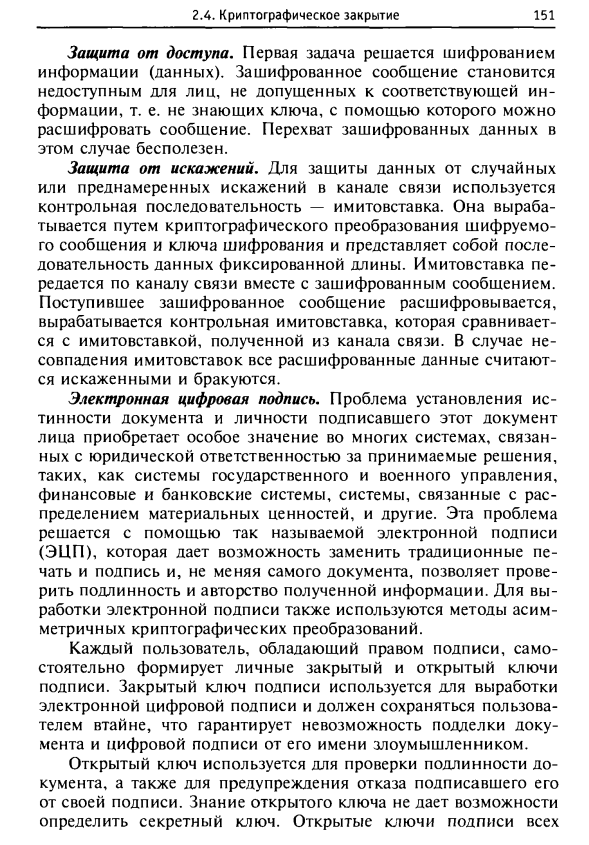 2.4. Криптографическое закрытие 151
Защита от доступа. Первая задача решается шифрованием
информации (данных). Зашифрованное сообщение становится
недоступным для лиц, не допущенных к соответствующей ин-
формации, т. е. не знающих ключа, с помощью которого можно
расшифровать сообщение. Перехват зашифрованных данных в
этом случае бесполезен.
Защита от искажений. Для защиты данных от случайных
или преднамеренных искажений в канале связи используется
контрольная последовательность — имитовставка. Она выраба-
тывается путем криптографического преобразования шифруемо-
го сообщения и ключа шифрования и представляет собой после-
довательность данных фиксированной длины. Имитовставка пе-
редается по каналу связи вместе с зашифрованным сообщением.
Поступившее зашифрованное сообщение расшифровывается,
вырабатывается контрольная имитовставка, которая сравнивает-
ся с имитовставкой, полученной из канала связи. В случае не-
совпадения имитовставок все расшифрованные данные считают-
ся искаженными и бракуются.
Электронная цифровая подпись. Проблема установления ис-
тинности документа и личности подписавшего этот документ
лица приобретает особое значение во многих системах, связан-
ных с юридической ответственностью за принимаемые решения,
таких, как системы государственного и военного управления,
финансовые и банковские системы, системы, связанные с рас-
пределением материальных ценностей, и другие. Эта проблема
решается с помощью так называемой электронной подписи
(ЭЦП), которая дает возможность заменить традиционные пе-
чать и подпись и, не меняя самого документа, позволяет прове-
рить подлинность и авторство полученной информации. Для вы-
работки электронной подписи также используются методы асим-
метричных криптографических преобразований.
Каждый пользователь, обладающий правом подписи, само-
стоятельно формирует личные закрытый и открытый ключи
подписи. Закрытый ключ подписи используется для выработки
электронной цифровой подписи и должен сохраняться пользова-
телем втайне, что гарантирует невозможность подделки доку-
мента и цифровой подписи от его имени злоумышленником.
Открытый ключ используется для проверки подлинности до-
кумента, а также для предупреждения отказа подписавшего его
от своей подписи. Знание открытого ключа не дает возможности
определить секретный ключ. Открытые ключи подписи всех